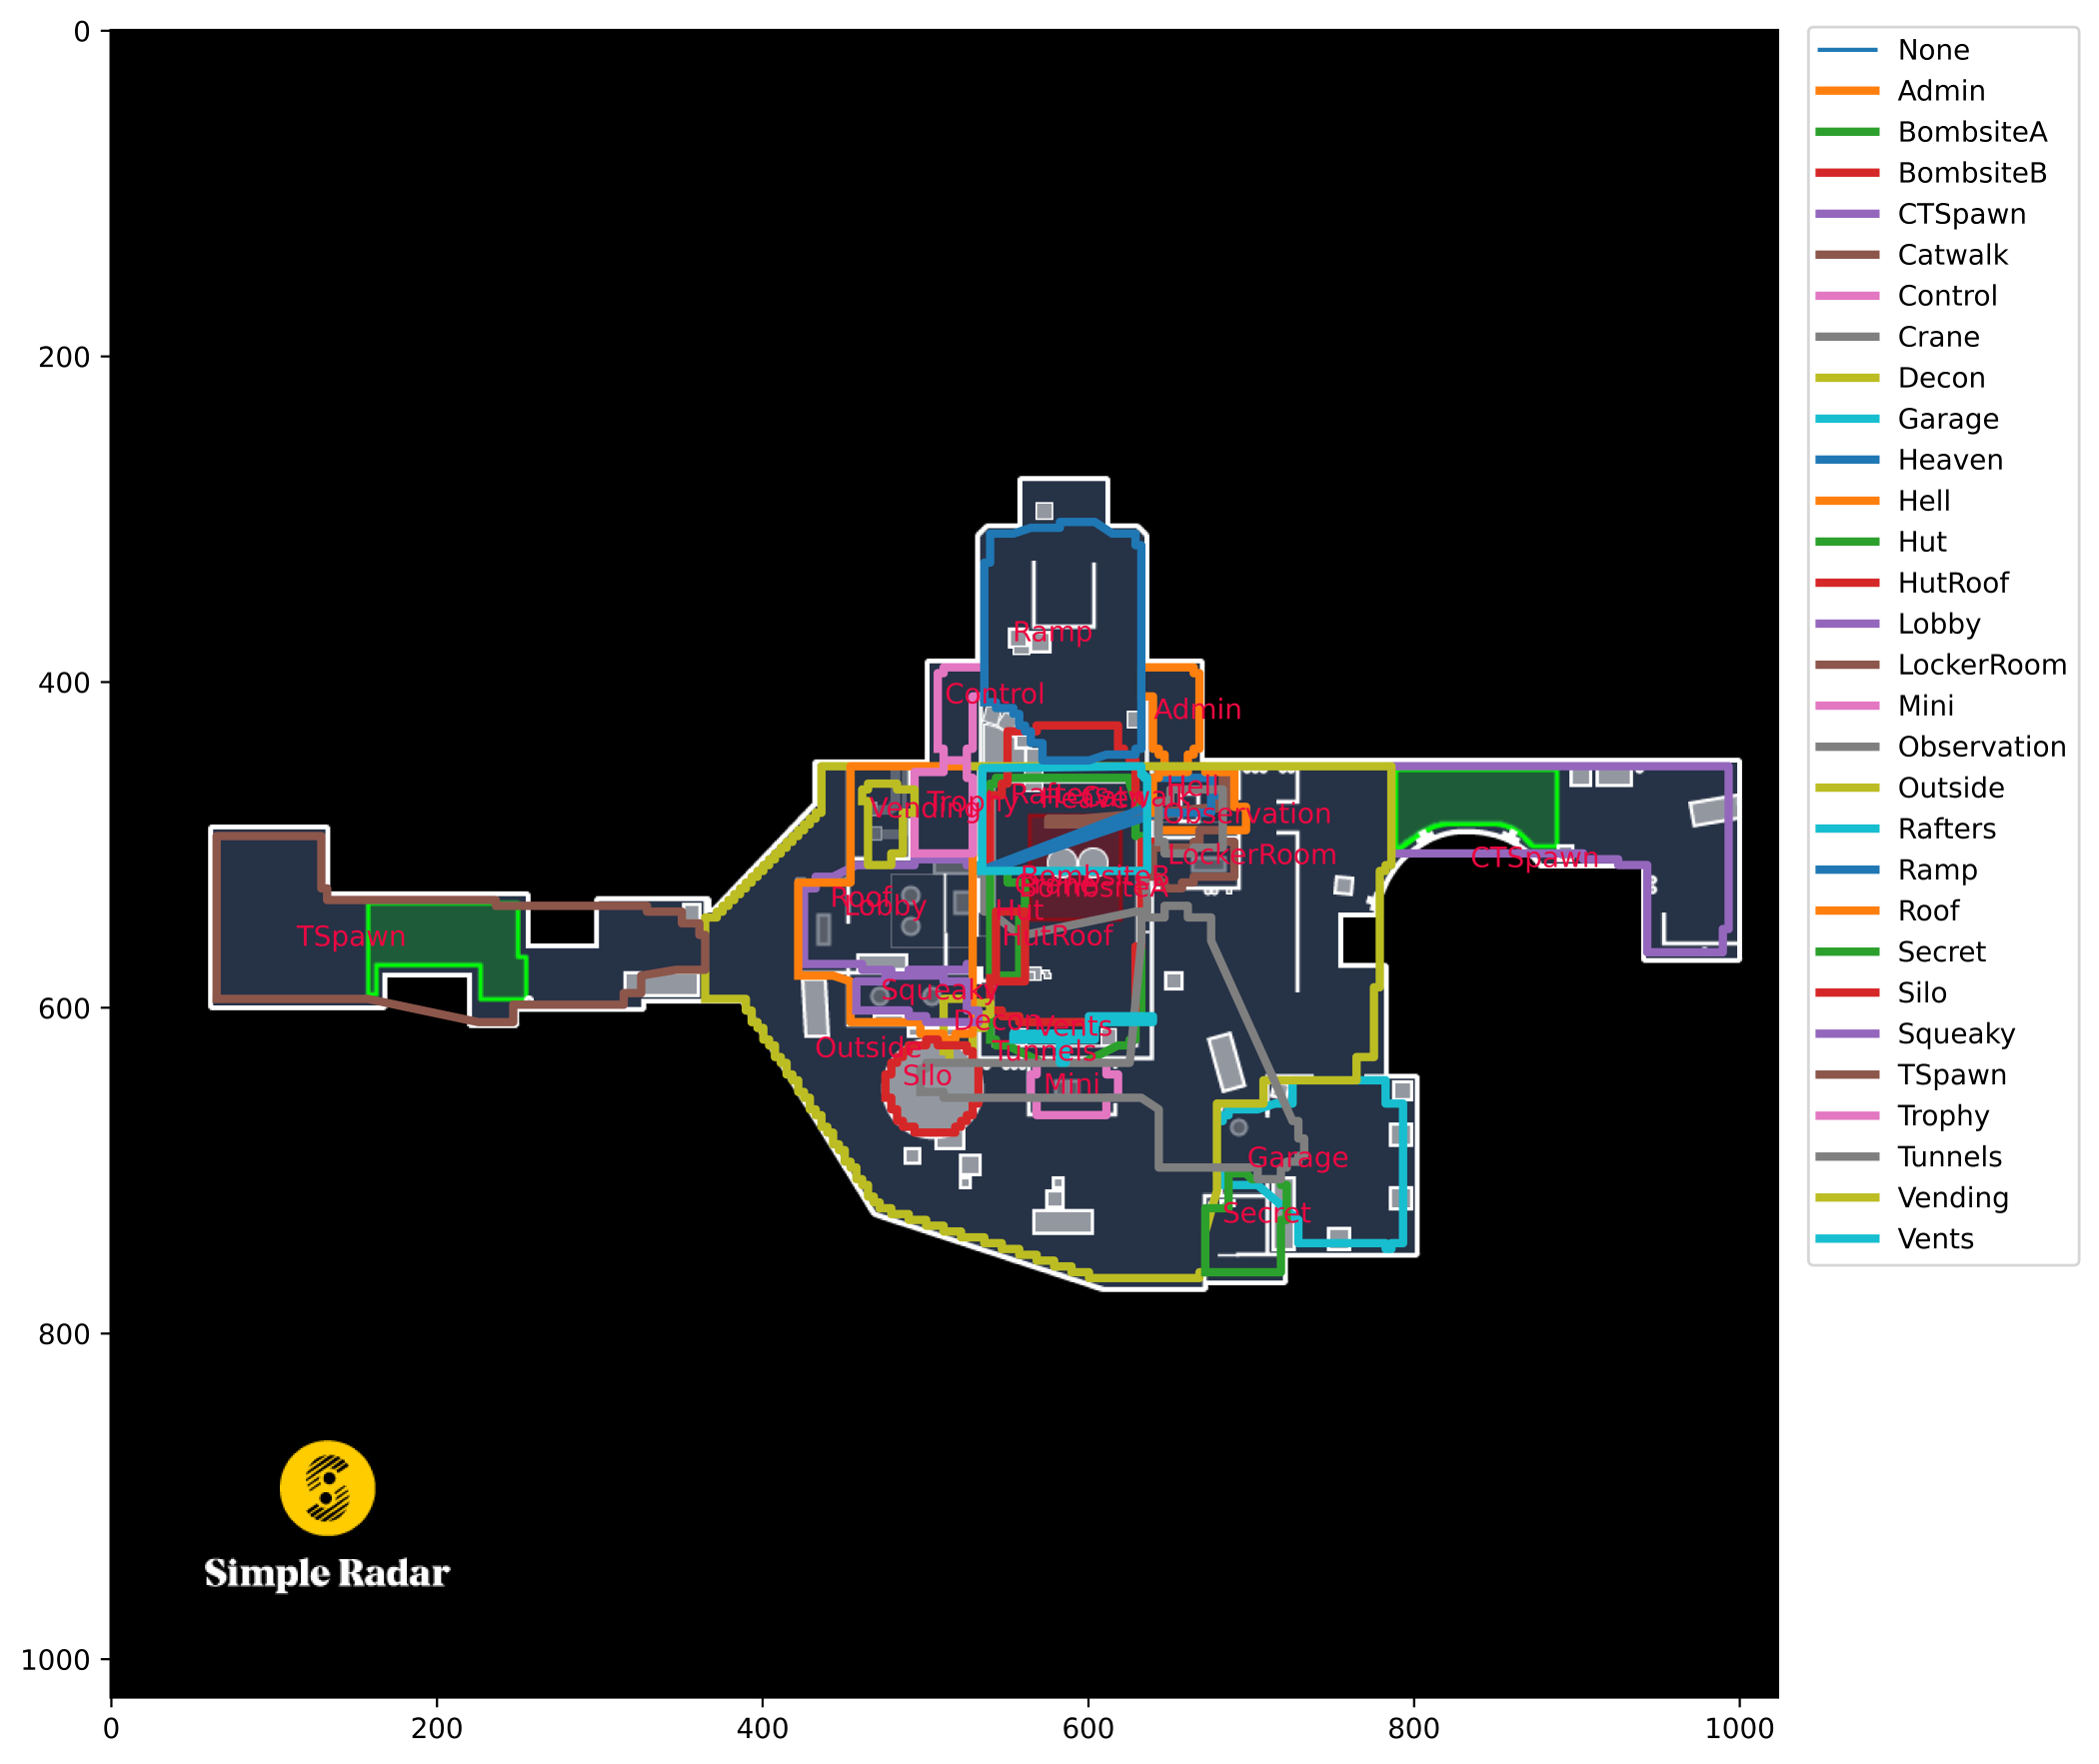 0
200
400
600
800
1000
0
200
400
600
800
1000
None
Admin
BombsiteA
BombsiteB
CTSpawn
Catwalk
Control
Crane
Decon
Garage
Heaven
Hell
Hut
HutRoof
Lobby
LockerRoom
Mini
Observation
Outside
Rafters
Ramp
Roof
Secret
Silo
Squeaky
TSpawn
Trophy
Tunnels
Vending
Vents
Ramp
Control
Admin
Hell
Trophy
Rafters
Heaven
Catwalk
Vending
Observation
LockerRoom
CTSpawn
BombsiteB
BombsiteA
Roof
Lobby
Hut
HutRoof
TSpawn
Squeaky
Decon
Vents
Outside
Tunnels
Silo
Mini
Garage
Secret
Simple Radar